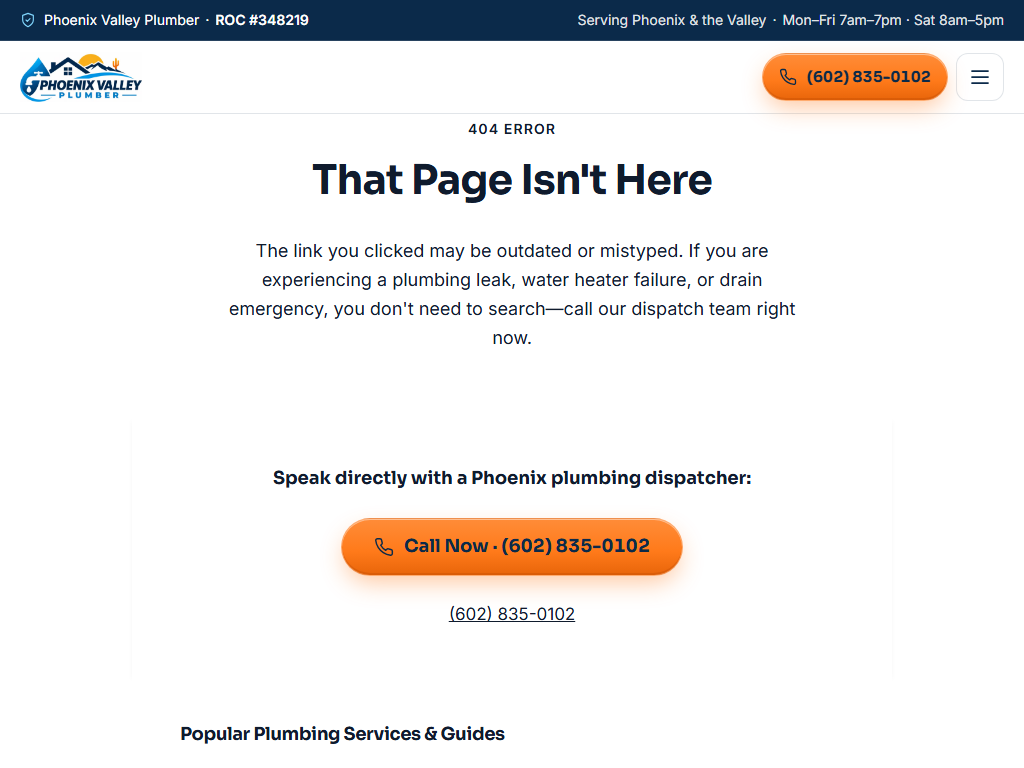 Phoenix Valley Plumber · ROC #348219
Serving Phoenix & the Valley · Mon–Fri 7am–7pm · Sat 8am–5pm
PHOENIX VALLEY
PLUMBER
(602) 835-0102
404 ERROR
That Page Isn't Here
The link you clicked may be outdated or mistyped. If you are
experiencing a plumbing leak, water heater failure, or drain
emergency, you don't need to search—call our dispatch team right
now.
Speak directly with a Phoenix plumbing dispatcher:
Call Now · (602) 835-0102
(602) 835-0102
Popular Plumbing Services & Guides